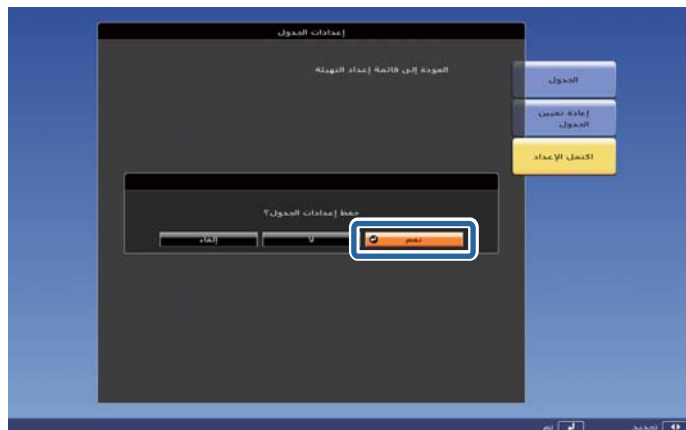 إعدادات الجدول
العودة إلى قائمة إعداد التهيئة
الجدول
إعادة تعيين
الجدول
اكتمل الإعداد
حفظ إعدادات الجدول؟
نعم
لا
إلغاء
تحديد
تم